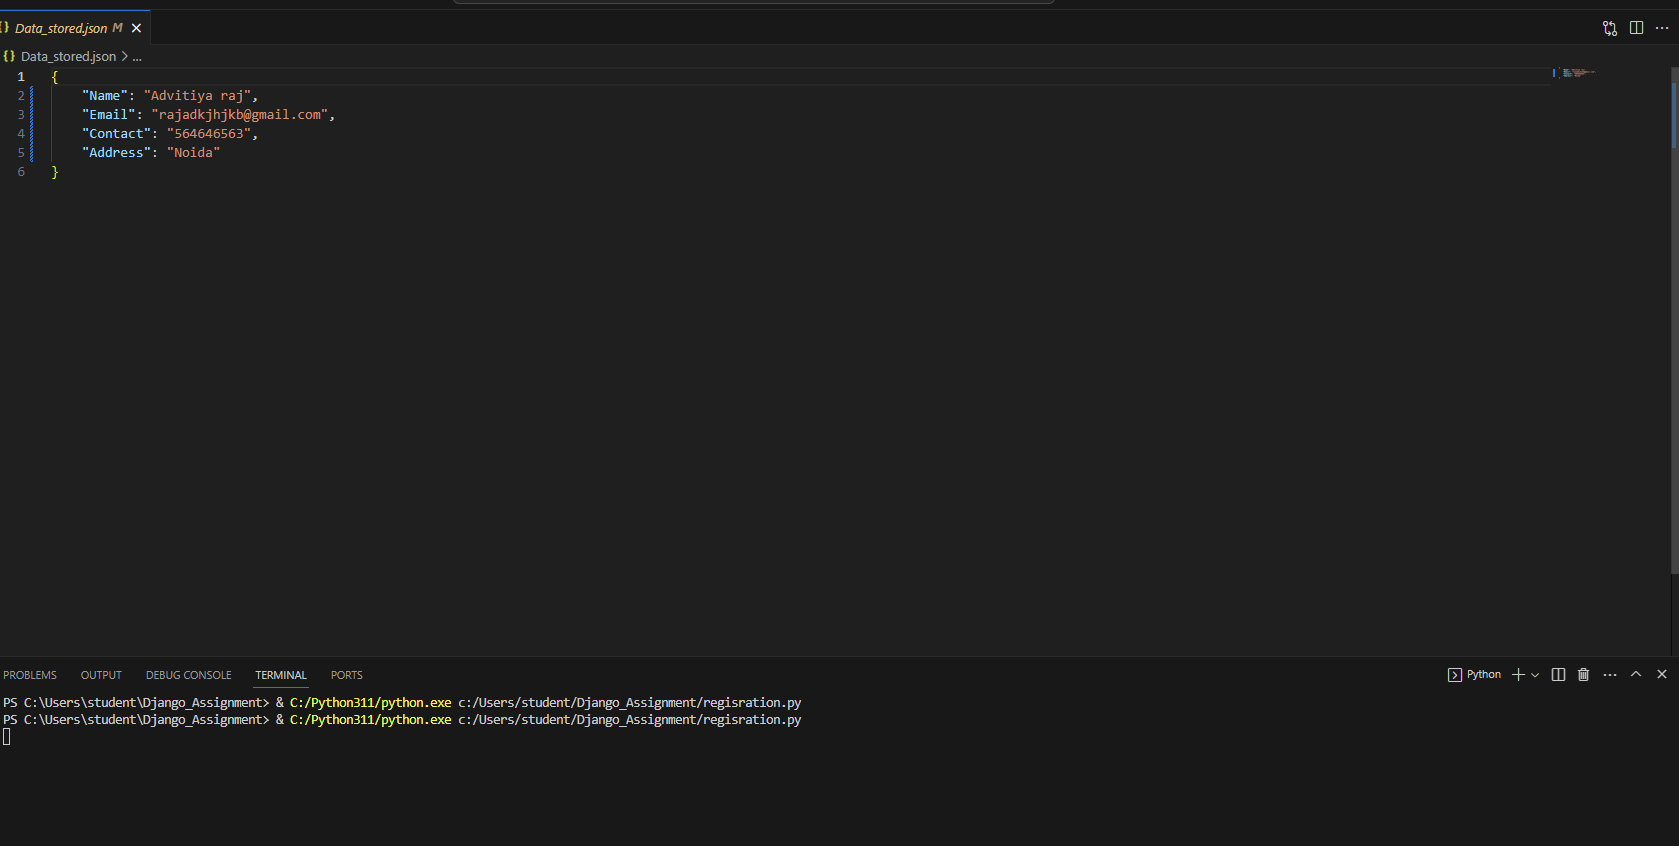 {} Data_stored.json M ×
{} Data_stored.json > ...
1 {
2 "Name": "Advitiya raj",
3 "Email": "rajadkjhjkb@gmail.com",
4 "Contact": "564646563",
5 "Address": "Noida"
6 }
PROBLEMS OUTPUT DEBUG CONSOLE TERMINAL PORTS Python
PS C:\Users\student\Django_Assignment> & C:/Python311/python.exe c:/Users/student/Django_Assignment/regisration.py
PS C:\Users\student\Django_Assignment> & C:/Python311/python.exe c:/Users/student/Django_Assignment/regisration.py